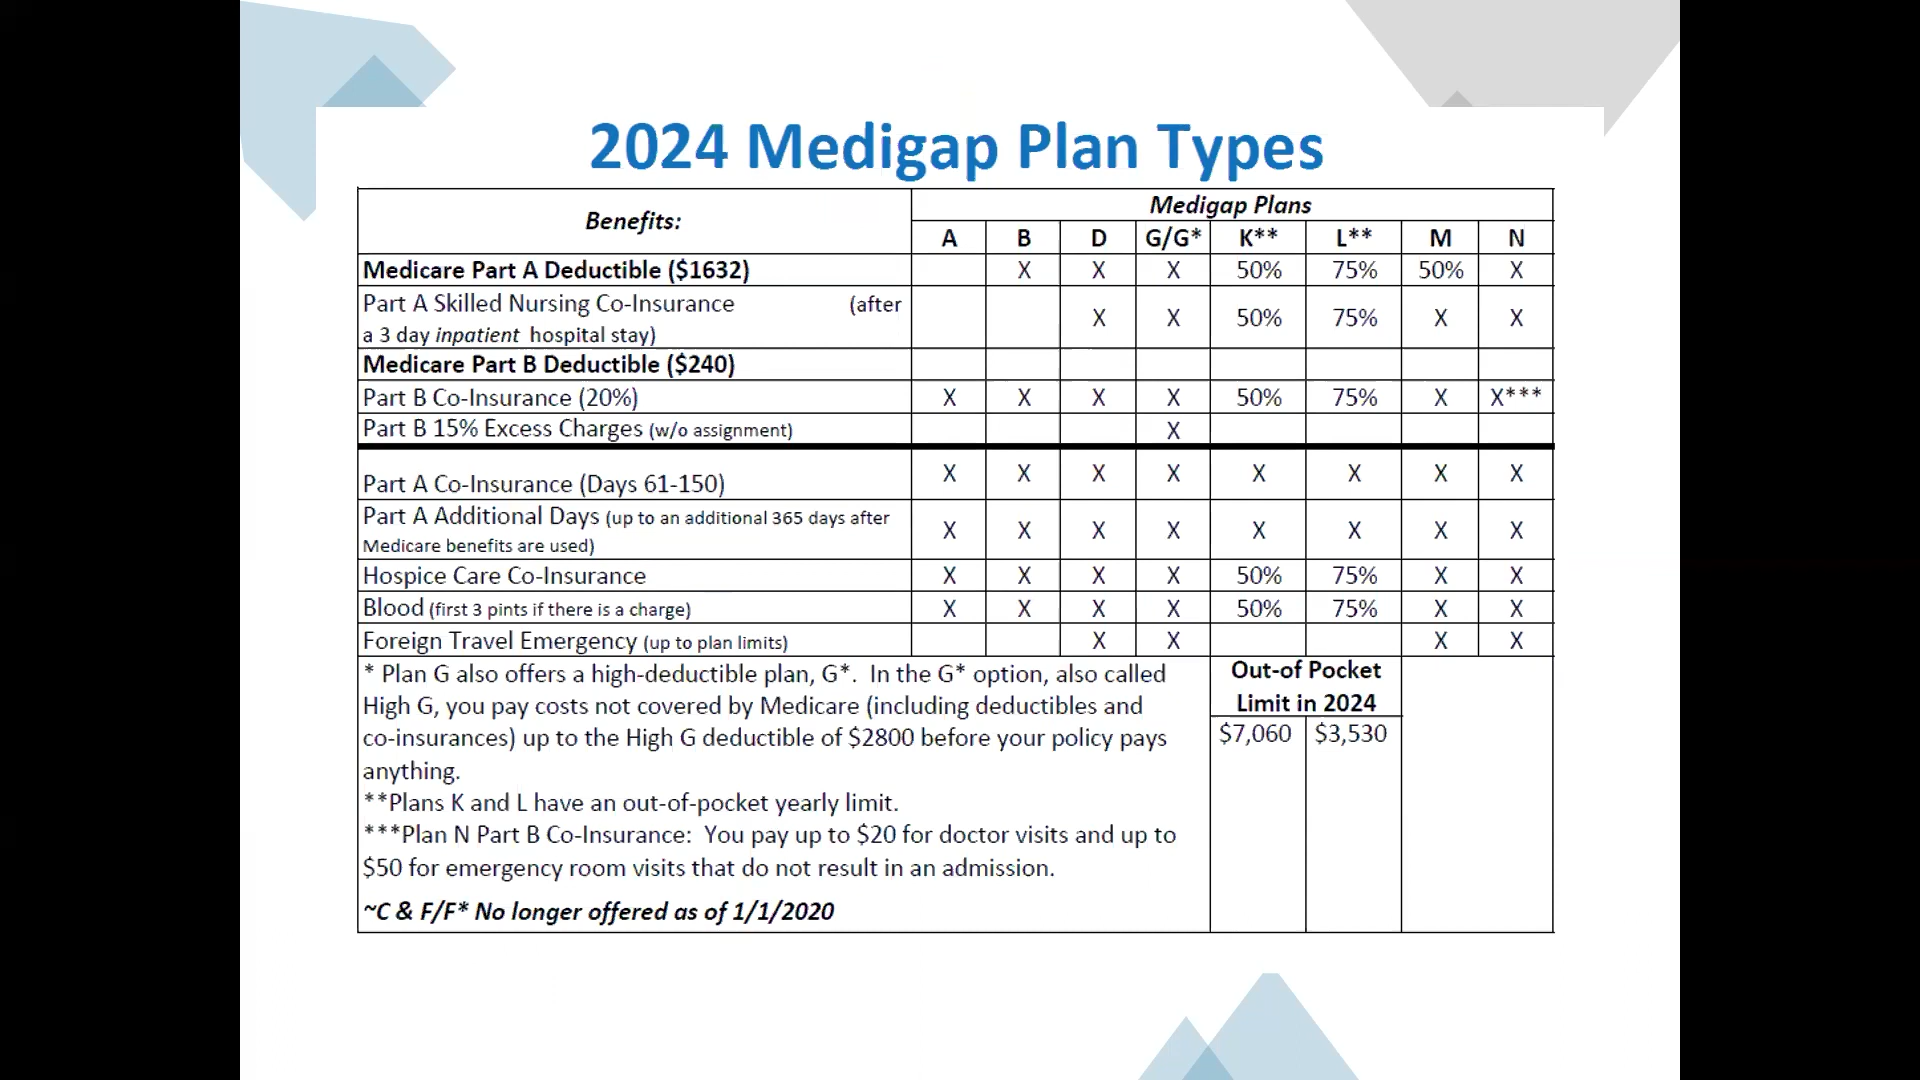 2024 Medigap Plan Types
Benefits:
Medigap Plans
A B D G/G* K** L** M N
Medicare Part A Deductible ($1632) X X X 50% 75% 50% X
Part A Skilled Nursing Co-Insurance (after
a 3 day inpatient hospital stay) X X 50% 75% X X
Medicare Part B Deductible ($240)
Part B Co-Insurance (20%) X X X X 50% 75% X X***
Part B 15% Excess Charges (w/o assignment) X
Part A Co-Insurance (Days 61-150) X X X X X X X X
Part A Additional Days (up to an additional 365 days after
Medicare benefits are used) X X X X X X X X
Hospice Care Co-Insurance X X X X 50% 75% X X
Blood (first 3 pints if there is a charge) X X X X 50% 75% X X
Foreign Travel Emergency (up to plan limits) X X X X
* Plan G also offers a high-deductible plan, G*. In the G* option, also called
High G, you pay costs not covered by Medicare (including deductibles and
co-insurances) up to the High G deductible of $2800 before your policy pays
anything.
**Plans K and L have an out-of-pocket yearly limit.
***Plan N Part B Co-Insurance: You pay up to $20 for doctor visits and up to
$50 for emergency room visits that do not result in an admission.
~C & F/F* No longer offered as of 1/1/2020
Out-of Pocket
Limit in 2024
$7,060 $3,530